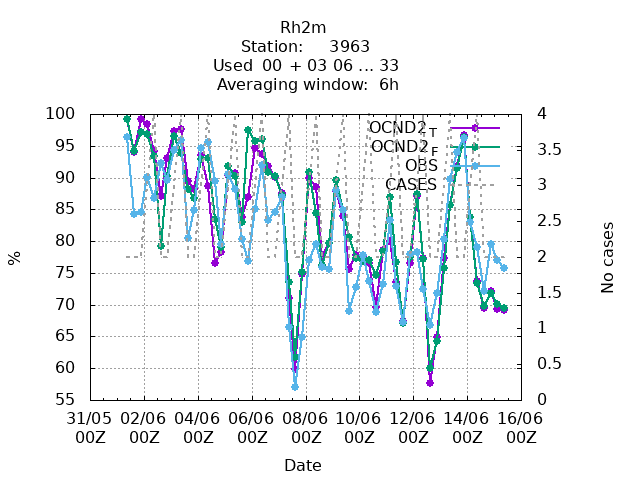 Rh2m
Station: 3963
Used 00 + 03 06 ... 33
Averaging window: 6h
100
95
90
85
80
75
70
65
60
55
4
3.5
3
2.5
2
1.5
1
0.5
0
%
No cases
OCND2T
OCND2F
OBS
CASES
31/05 02/06 04/06 06/06 08/06 10/06 12/06 14/06 16/06
00Z 00Z 00Z 00Z 00Z 00Z 00Z 00Z 00Z
Date